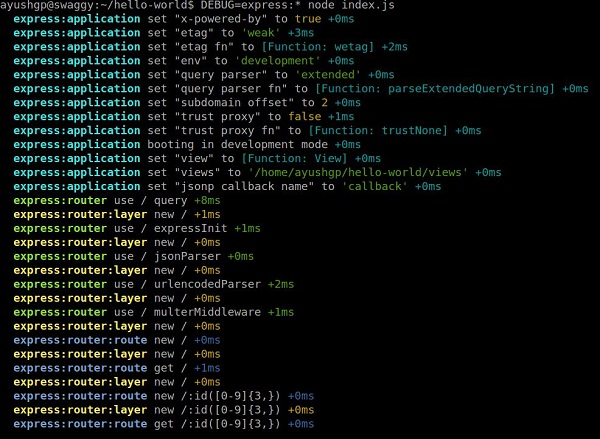 ayushgp@swaggy:~/hello-world$ DEBUG=express:* node index.js
express:application set "x-powered-by" to true +0ms
express:application set "etag" to 'weak' +3ms
express:application set "etag fn" to [Function: wetag] +2ms
express:application set "env" to 'development' +0ms
express:application set "query parser" to 'extended' +0ms
express:application set "query parser fn" to [Function: parseExtendedQueryString] +0ms
express:application set "subdomain offset" to 2 +0ms
express:application set "trust proxy" to false +1ms
express:application set "trust proxy fn" to [Function: trustNone] +0ms
express:application booting in development mode +0ms
express:application set "view" to [Function: View] +0ms
express:application set "views" to '/home/ayushgp/hello-world/views' +0ms
express:application set "jsonp callback name" to 'callback' +0ms
express:router use / query +8ms
express:router:layer new / +1ms
express:router use / expressInit +1ms
express:router:layer new / +0ms
express:router use / jsonParser +0ms
express:router:layer new / +0ms
express:router use / urlencodedParser +2ms
express:router:layer new / +0ms
express:router use / multerMiddleware +1ms
express:router:layer new / +0ms
express:router:route new / +0ms
express:router:layer new / +0ms
express:router:route get / +1ms
express:router:layer new / +0ms
express:router:route new /:id([0-9]{3,}) +0ms
express:router:layer new /:id([0-9]{3,}) +0ms
express:router:route get /:id([0-9]{3,}) +0ms